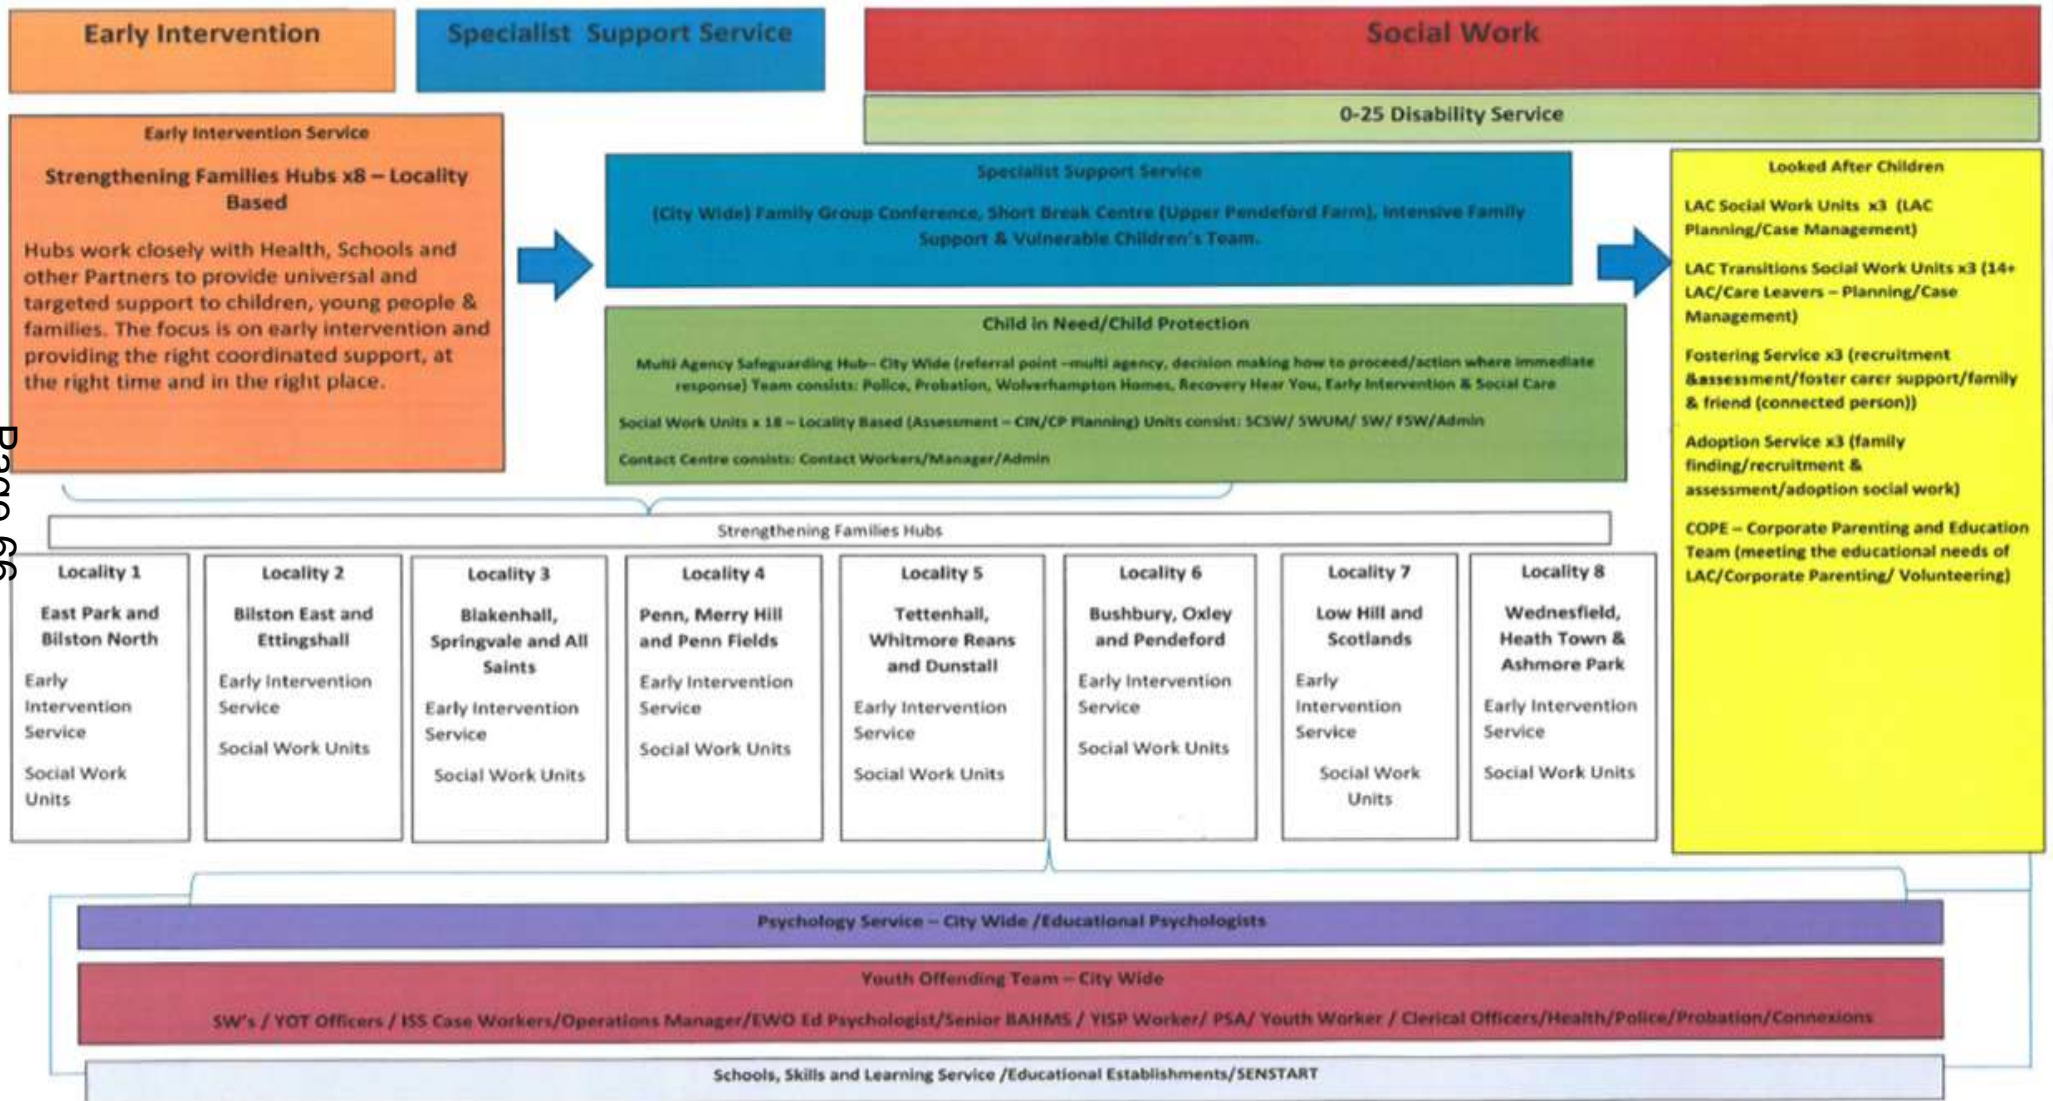 Early Intervention
Specialist Support Service
Social Work
0-25 Disability Service
Early Intervention Service
Strengthening Families Hubs x8 – Locality
Based
Hubs work closely with Health, Schools and
other Partners to provide universal and
targeted support to children, young people &
families. The focus is on early intervention and
providing the right coordinated support, at
the right time and in the right place.
Specialist Support Service
(City Wide) Family Group Conference, Short Break Centre (Upper Pendeford Farm), Intensive Family
Support & Vulnerable Children's Team.
Child in Need/Child Protection
Multi Agency Safeguarding Hub– City Wide (referral point –multi agency, decision making how to proceed/action where immediate
response) Team consists: Police, Probation, Wolverhampton Homes, Recovery Near You, Early Intervention & Social Care
Social Work Units x 18 – Locality Based (Assessment – CIN/CP Planning) Units consist: SCSW/ SWUM/ SW/ FSW/Admin
Contact Centre consists: Contact Workers/Manager/Admin
Looked After Children
LAC Social Work Units x3 (LAC
Planning/Case Management)
LAC Transitions Social Work Units x3 (14+
LAC/Care Leavers – Planning/Case
Management)
Fostering Service x3 (recruitment
&assessment/foster carer support/family
& friend (connected person))
Adoption Service x3 (family
finding/recruitment &
assessment/adoption social work)
COPE – Corporate Parenting and Education
Team (meeting the educational needs of
LAC/Corporate Parenting/ Volunteering)
Page 66
Strengthening Families Hubs
Locality 1
East Park and
Bilston North
Early
Intervention
Service
Social Work
Units
Locality 2
Bilston East and
Ettingshall
Early Intervention
Service
Social Work Units
Locality 3
Blakenhall,
Springvale and All
Saints
Early Intervention
Service
Social Work Units
Locality 4
Penn, Merry Hill
and Penn Fields
Early Intervention
Service
Social Work Units
Locality 5
Tettenhall,
Whitmore Reans
and Dunstall
Early Intervention
Service
Social Work Units
Locality 6
Bushbury, Oxley
and Pendeford
Early Intervention
Service
Social Work Units
Locality 7
Low Hill and
Scotlands
Early
Intervention
Service
Social Work
Units
Locality 8
Wednesfield,
Heath Town &
Ashmore Park
Early Intervention
Service
Social Work Units
Psychology Service – City Wide /Educational Psychologists
Youth Offending Team – City Wide
SW's / YOT Officers / ISS Case Workers/Operations Manager/EWO Ed Psychologist/Senior BAHMS / YISP Worker/ PSA/ Youth Worker / Clerical Officers/Health/Police/Probation/Connexions
Schools, Skills and Learning Service /Educational Establishments/SENSTART